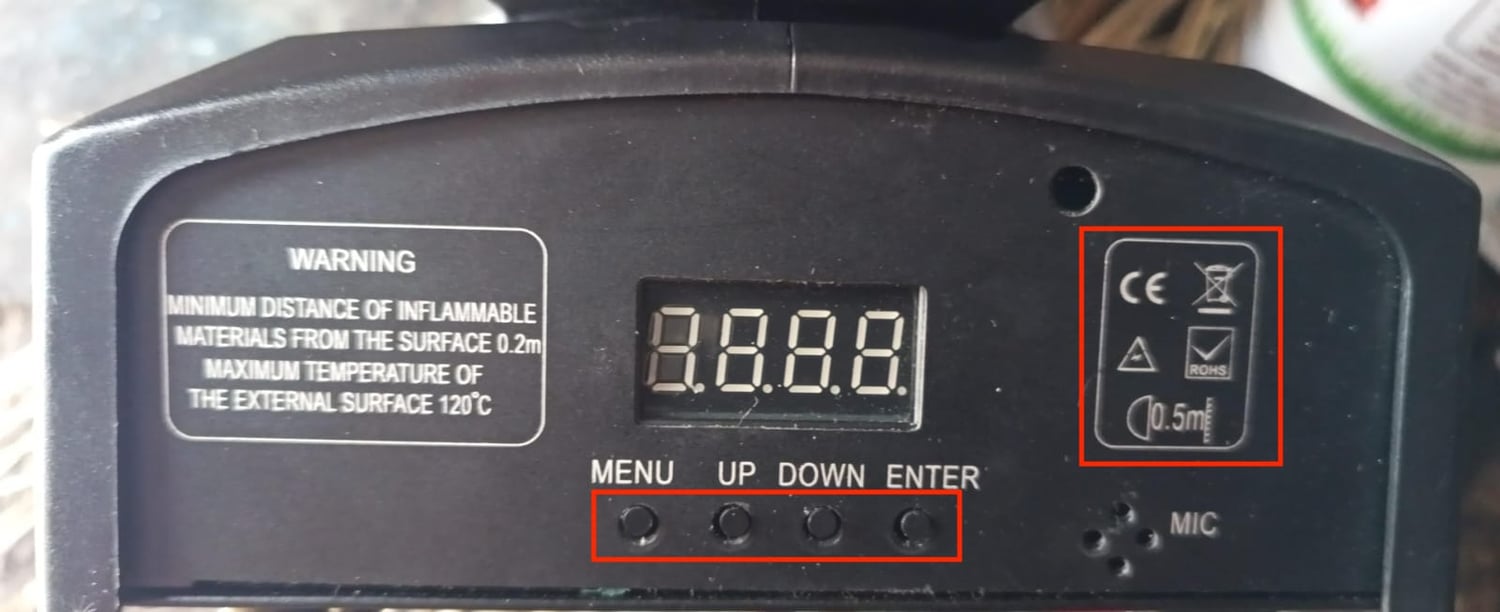 WARNING
MINIMUM DISTANCE OF INFLAMMABLE
MATERIALS FROM THE SURFACE 0.2m
MAXIMUM TEMPERATURE OF
THE EXTERNAL SURFACE 120°C
8.8.8.8.
MENU UP DOWN ENTER
CE
ROHS
0.5m
MIC